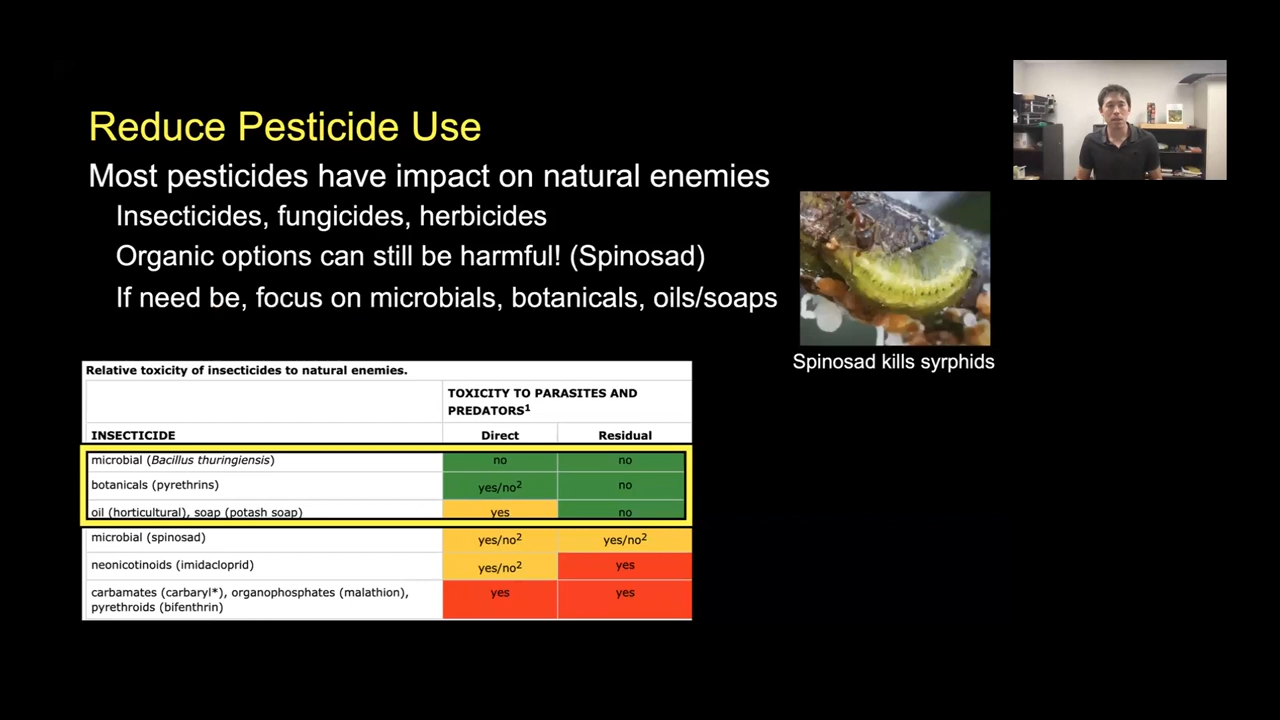 Reduce Pesticide Use
Most pesticides have impact on natural enemies
Insecticides, fungicides, herbicides
Organic options can still be harmful! (Spinosad)
If need be, focus on microbials, botanicals, oils/soaps
Spinosad kills syrphids
Relative toxicity of insecticides to natural enemies.
TOXICITY TO PARASITES AND
PREDATORS1
INSECTICIDE Direct Residual
microbial (Bacillus thuringiensis) no no
botanicals (pyrethrins) yes/no2 no
oil (horticultural), soap (potash soap) yes no
microbial (spinosad) yes/no2 yes/no2
neonicotinoids (imidacloprid) yes/no2 yes
carbamates (carbaryl*), organophosphates (malathion), yes yes
pyrethroids (bifenthrin)